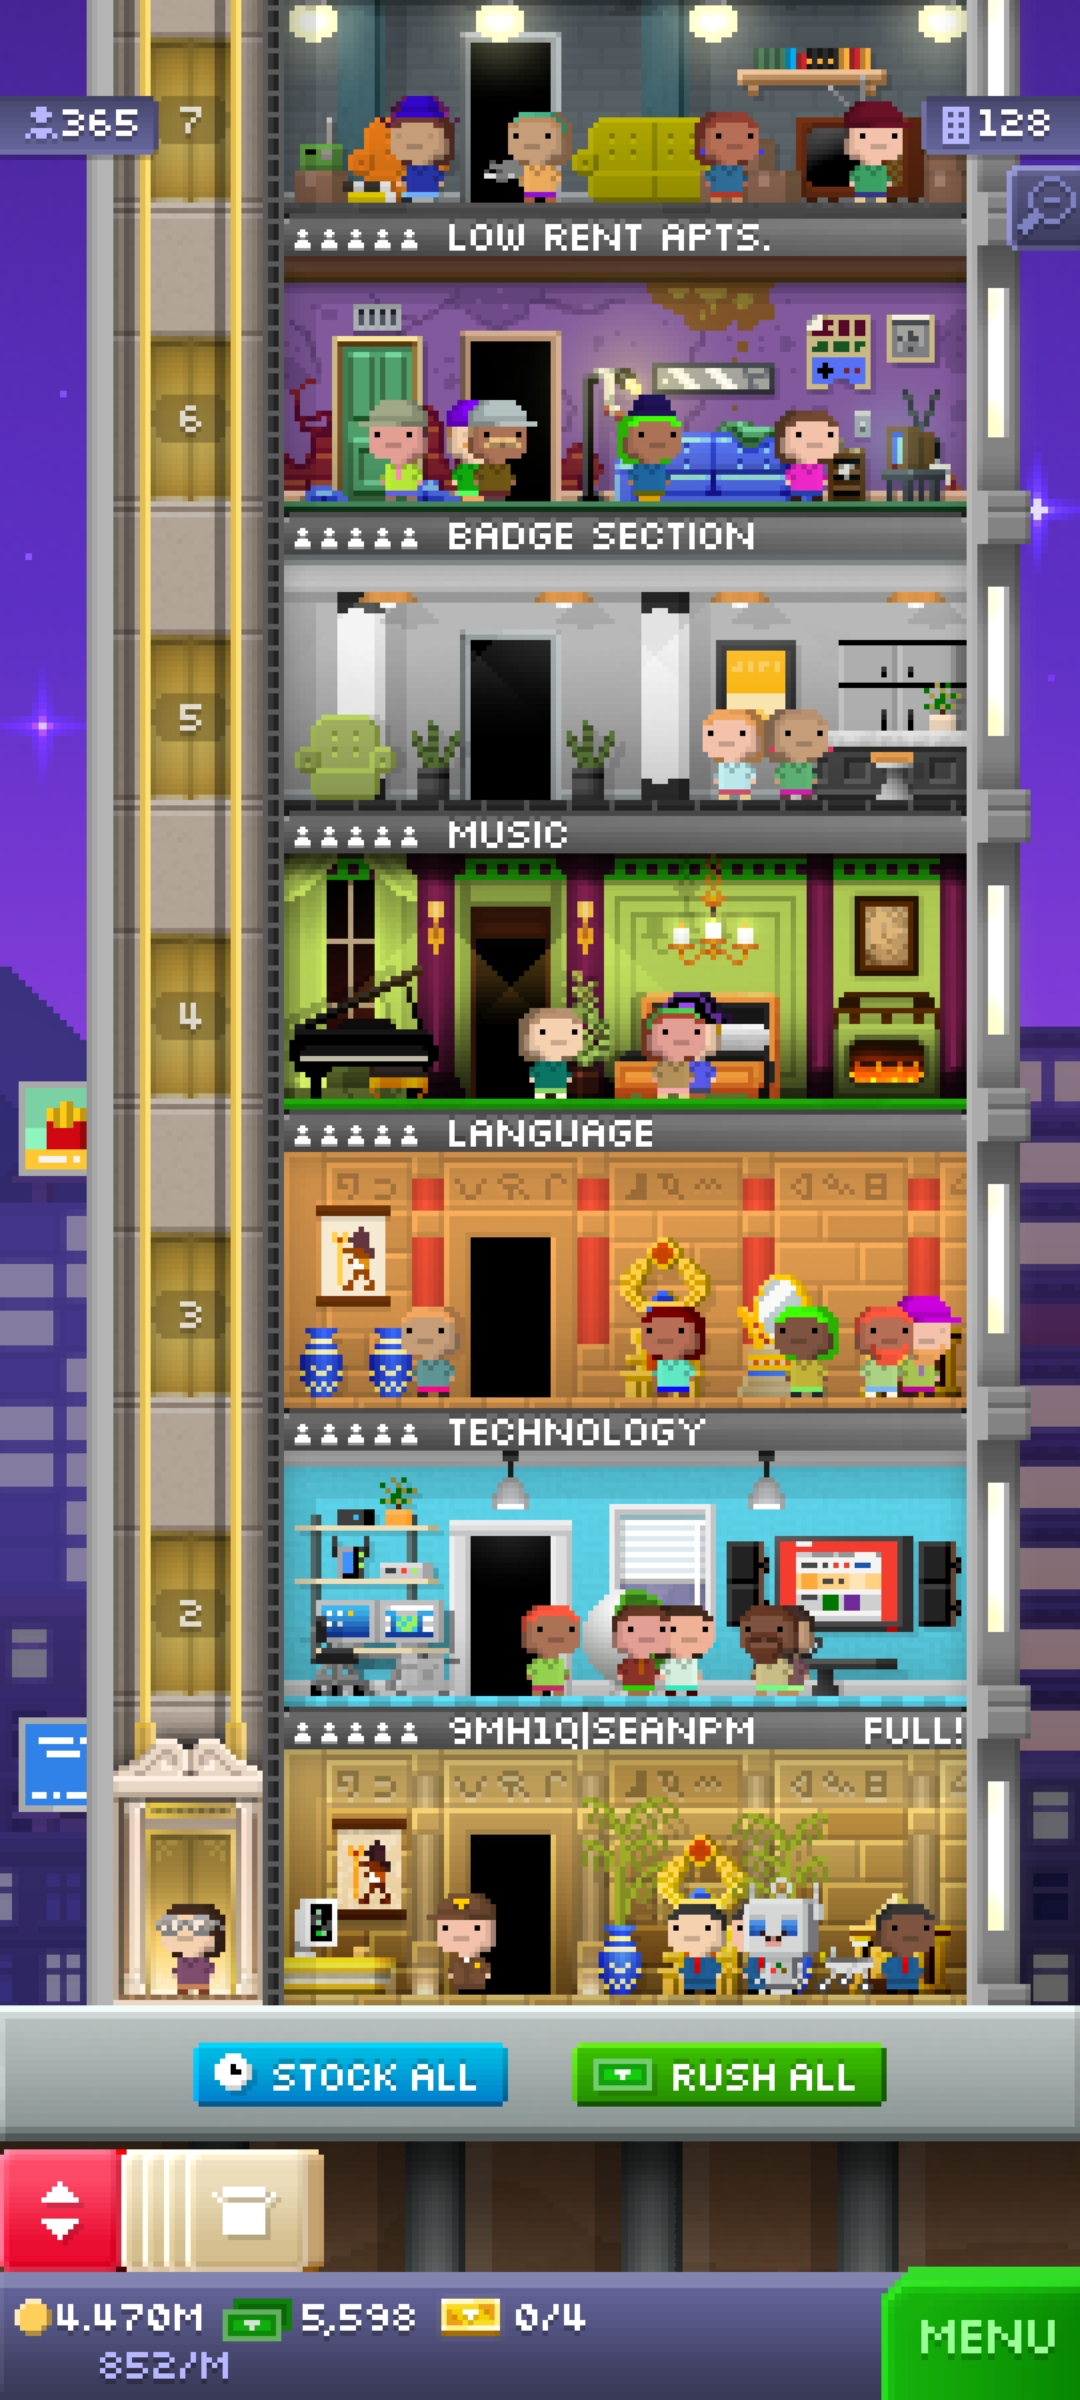 7
365
128
LOW RENT APTS.
6
BADGE SECTION
5
MUSIC
4
LANGUAGE
3
TECHNOLOGY
2
9MH1Q|SEANPM FULL!
STOCK ALL
RUSH ALL
4.470M 5,598 0/4
852/M
MENU